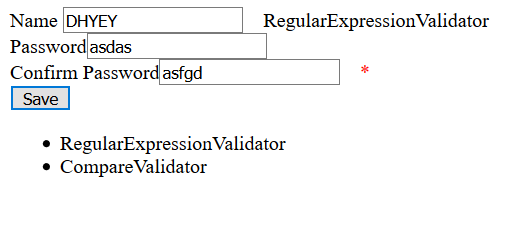 Name DHYEY RegularExpressionValidator
Password asdas
Confirm Password asfgd *
Save
• RegularExpressionValidator
• CompareValidator